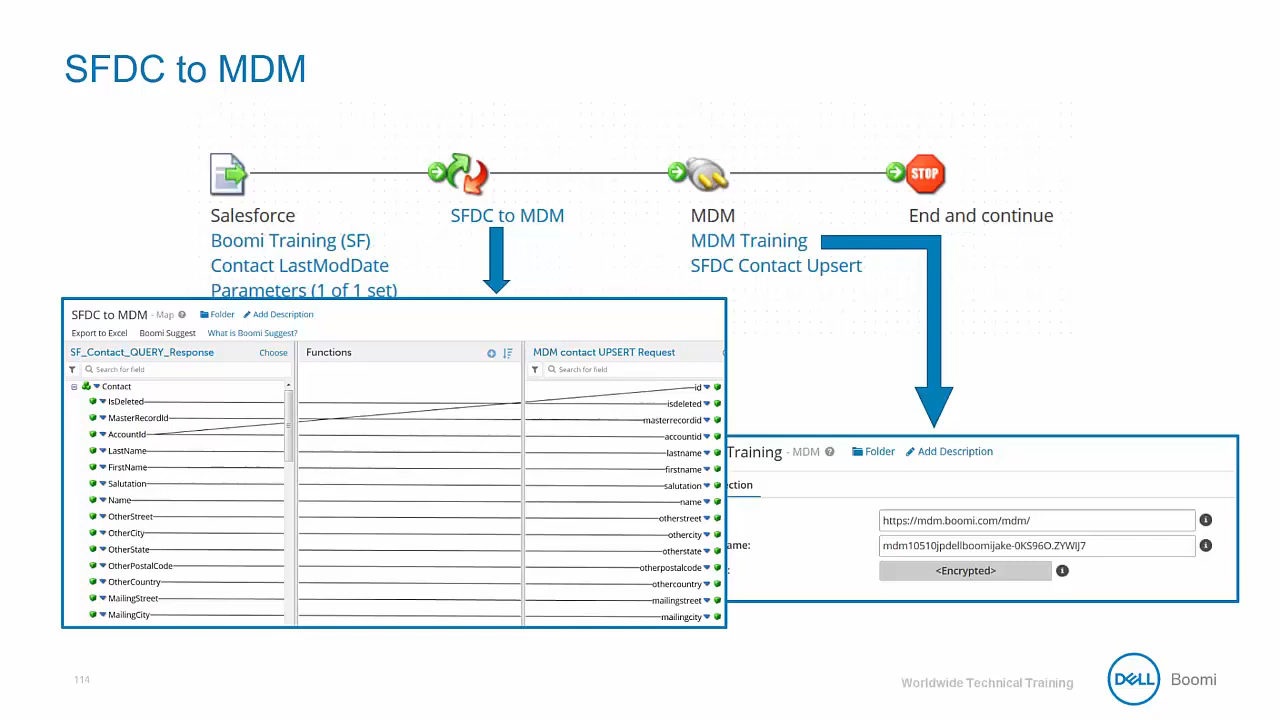 SFDC to MDM
STOP
Salesforce
Boomi Training (SF)
Contact LastModDate
Parameters (1 of 1 set)
SFDC to MDM
MDM
MDM Training
SFDC Contact Upsert
End and continue
SFDC to MDM - Map Folder Add Description
Export to Excel Boomi Suggest What is Boomi Suggest?
SF_Contact_QUERY_Response Choose
Functions
MDM contact UPSERT Request
Search for field
Search for field
Contact
IsDeleted
MasterRecordId
AccountId
LastName
FirstName
Salutation
Name
OtherStreet
OtherCity
OtherState
OtherPostalCode
OtherCountry
MailingStreet
MailingCity
id
isdeleted
masterrecordid
accountid
lastname
firstname
salutation
name
otherstreet
othercity
otherstate
otherpostalcode
othercountry
mailingstreet
mailingcity
Training - MDM Folder Add Description
ction
https://mdm.boomi.com/mdm/
ame: mdm10510jpdellboomijake-0KS96O.ZYWIJ7
: <Encrypted>
114
Worldwide Technical Training
DELL Boomi